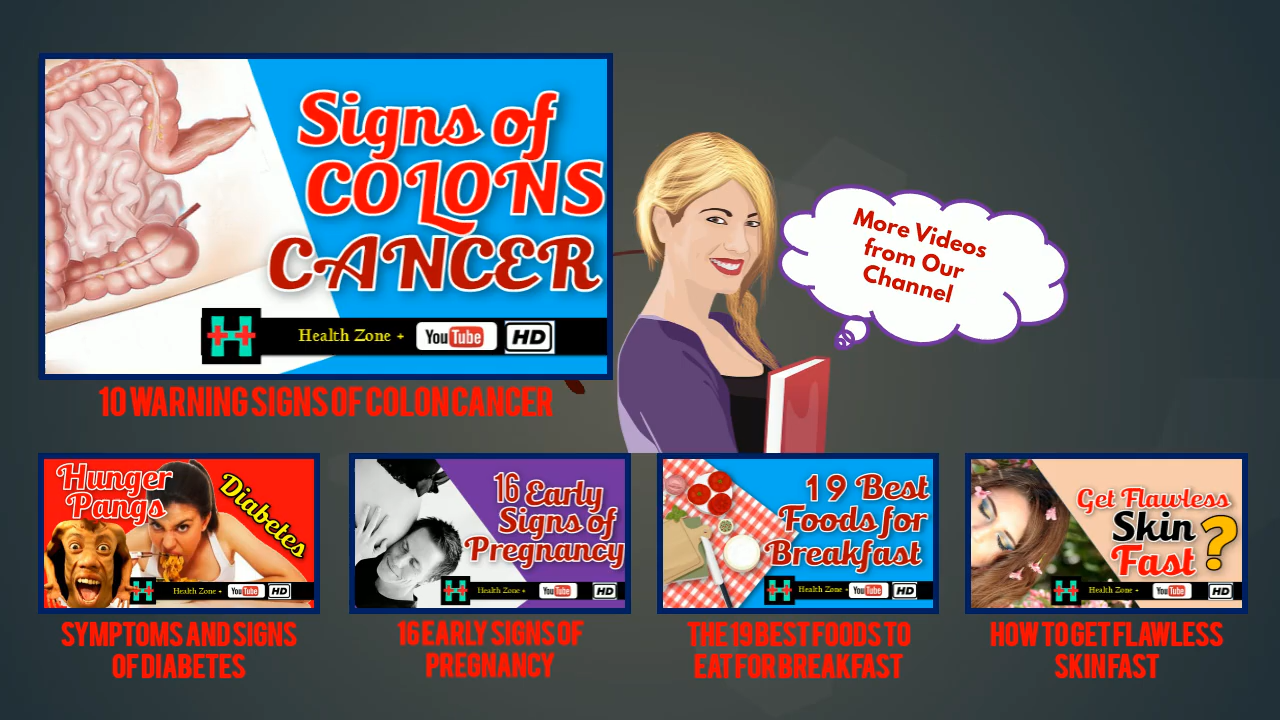 Signs of
COLONS
CANCER
H
Health Zone +
YouTube
HD
10 WARNING SIGNS OF COLON CANCER
More Videos
from Our
Channel
Hunger
Pangs
Diabetes
H
Health Zone +
YouTube
HD
SYMPTOMS AND SIGNS
OF DIABETES
16 Early
Signs of
Pregnancy
H
Health Zone +
YouTube
HD
16 EARLY SIGNS OF
PREGNANCY
19 Best
Foods for
Breakfast
H
Health Zone +
YouTube
HD
THE 19 BEST FOODS TO
EAT FOR BREAKFAST
Get Flawless
Skin
Fast ?
H
Health Zone +
YouTube
HD
HOW TO GET FLAWLESS
SKIN FAST